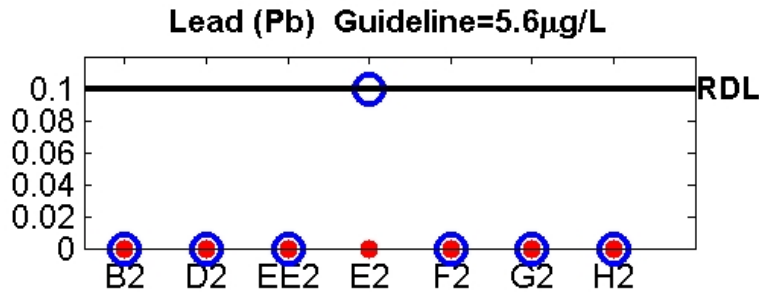 Lead (Pb) Guideline=5.6µg/L
0.1
RDL
0.08
0.06
0.04
0.02
0
B2 D2 EE2 E2 F2 G2 H2